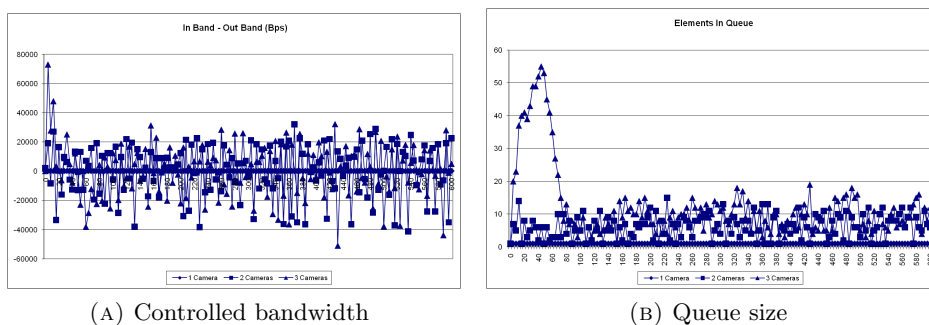 In Band - Out Band (Bps)
80000
60000
40000
20000
0
-20000
-40000
-60000
1 Camera 2 Cameras 3 Cameras
(A) Controlled bandwidth
Elements In Queue
60
50
40
30
20
10
0
0 20 40 60 80 100 120 140 160 180 200 220 240 260 280 300 320 340 360 380 400 420 440 460 480 500 520 540 560 580
1 Camera 2 Cameras 3 Cameras
(B) Queue size